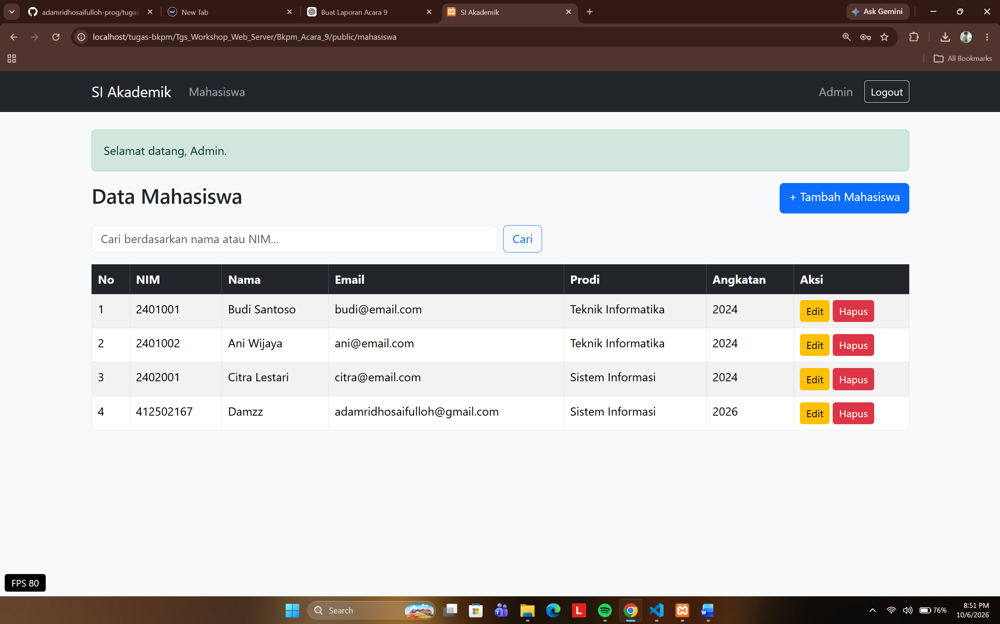 adamridhosaifulloh-prog/tugas
New Tab
Buat Laporan Acara 9
SI Akademik
Ask Gemini
localhost/tugas-bkpm/Tgs_Workshop_Web_Server/Bkpm_Acara_9/public/mahasiswa
All Bookmarks
SI Akademik Mahasiswa Admin Logout
Selamat datang, Admin.
Data Mahasiswa
+ Tambah Mahasiswa
Cari berdasarkan nama atau NIM...
Cari
No NIM Nama Email Prodi Angkatan Aksi
1 2401001 Budi Santoso budi@email.com Teknik Informatika 2024 Edit Hapus
2 2401002 Ani Wijaya ani@email.com Teknik Informatika 2024 Edit Hapus
3 2402001 Citra Lestari citra@email.com Sistem Informasi 2024 Edit Hapus
4 412502167 Damzz adamridhosaifulloh@gmail.com Sistem Informasi 2026 Edit Hapus
FPS 80
Search
76%
8:51 PM
10/6/2026